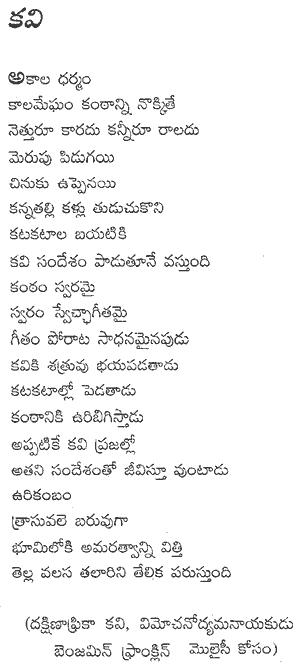 కవి
అకాల ధర్మం
కాలమేఘం కంఠాన్ని నొక్కితే
నెత్తురూ కారదు కన్నీరూ రాలదు
మెరుపు పిడుగయి
చినుకు ఉప్పెనయి
కన్నతల్లి కళ్లు తుడుచుకొని
కటకటాల బయటికి
కవి సందేశం పాడుతూనే వస్తుంది
కంఠం స్వరమై
స్వరం స్వేచ్ఛాగీతమై
గీతం పోరాట సాధనమైనపుడు
కవికి శత్రువు భయపడతాడు
కటకటాల్లో పెడతాడు
కంఠానికి ఉరిబిగిస్తాడు
అప్పటికే కవి ప్రజల్లో
అతని సందేశంతో జీవిస్తూ వుంటాడు
ఉరికంబం
త్రాసువలె బరువుగా
భూమిలోకి అమరత్వాన్ని విత్తి
తెల్ల వలస తలారిని తేలిక పరుస్తుంది
(దక్షిణాఫ్రికా కవి, విమోచనోద్యమనాయకుడు
బెంజమిన్ ఫ్రాంక్లిన్ మొలైసీ కోసం)